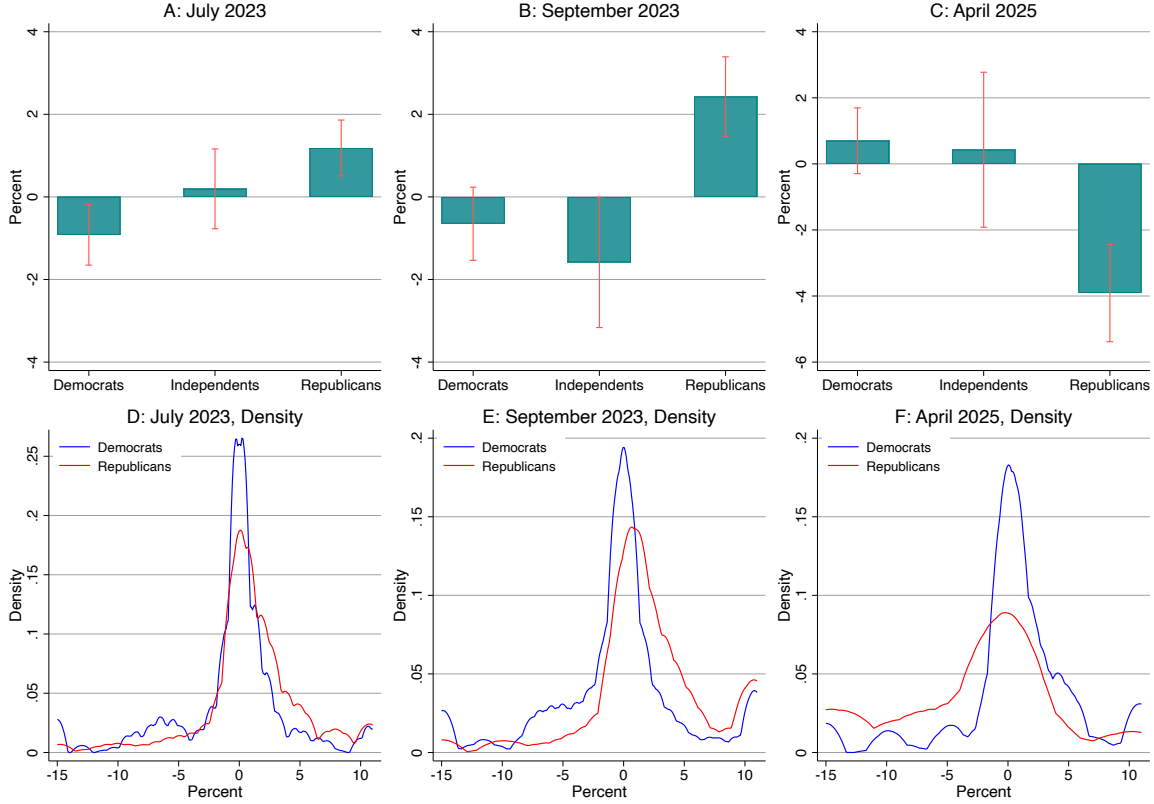 A: July 2023
4
2
0
-2
-4
Percent
Democrats Independents Republicans
B: September 2023
4
2
0
-2
-4
Percent
Democrats Independents Republicans
C: April 2025
4
2
0
-2
-4
-6
Percent
Democrats Independents Republicans
D: July 2023, Density
Democrats
Republicans
.25
.2
.15
.1
.05
0
Density
-15 -10 -5 0 5 10
Percent
E: September 2023, Density
Democrats
Republicans
.2
.15
.1
.05
0
Density
-15 -10 -5 0 5 10
Percent
F: April 2025, Density
Democrats
Republicans
.2
.15
.1
.05
0
Density
-15 -10 -5 0 5 10
Percent